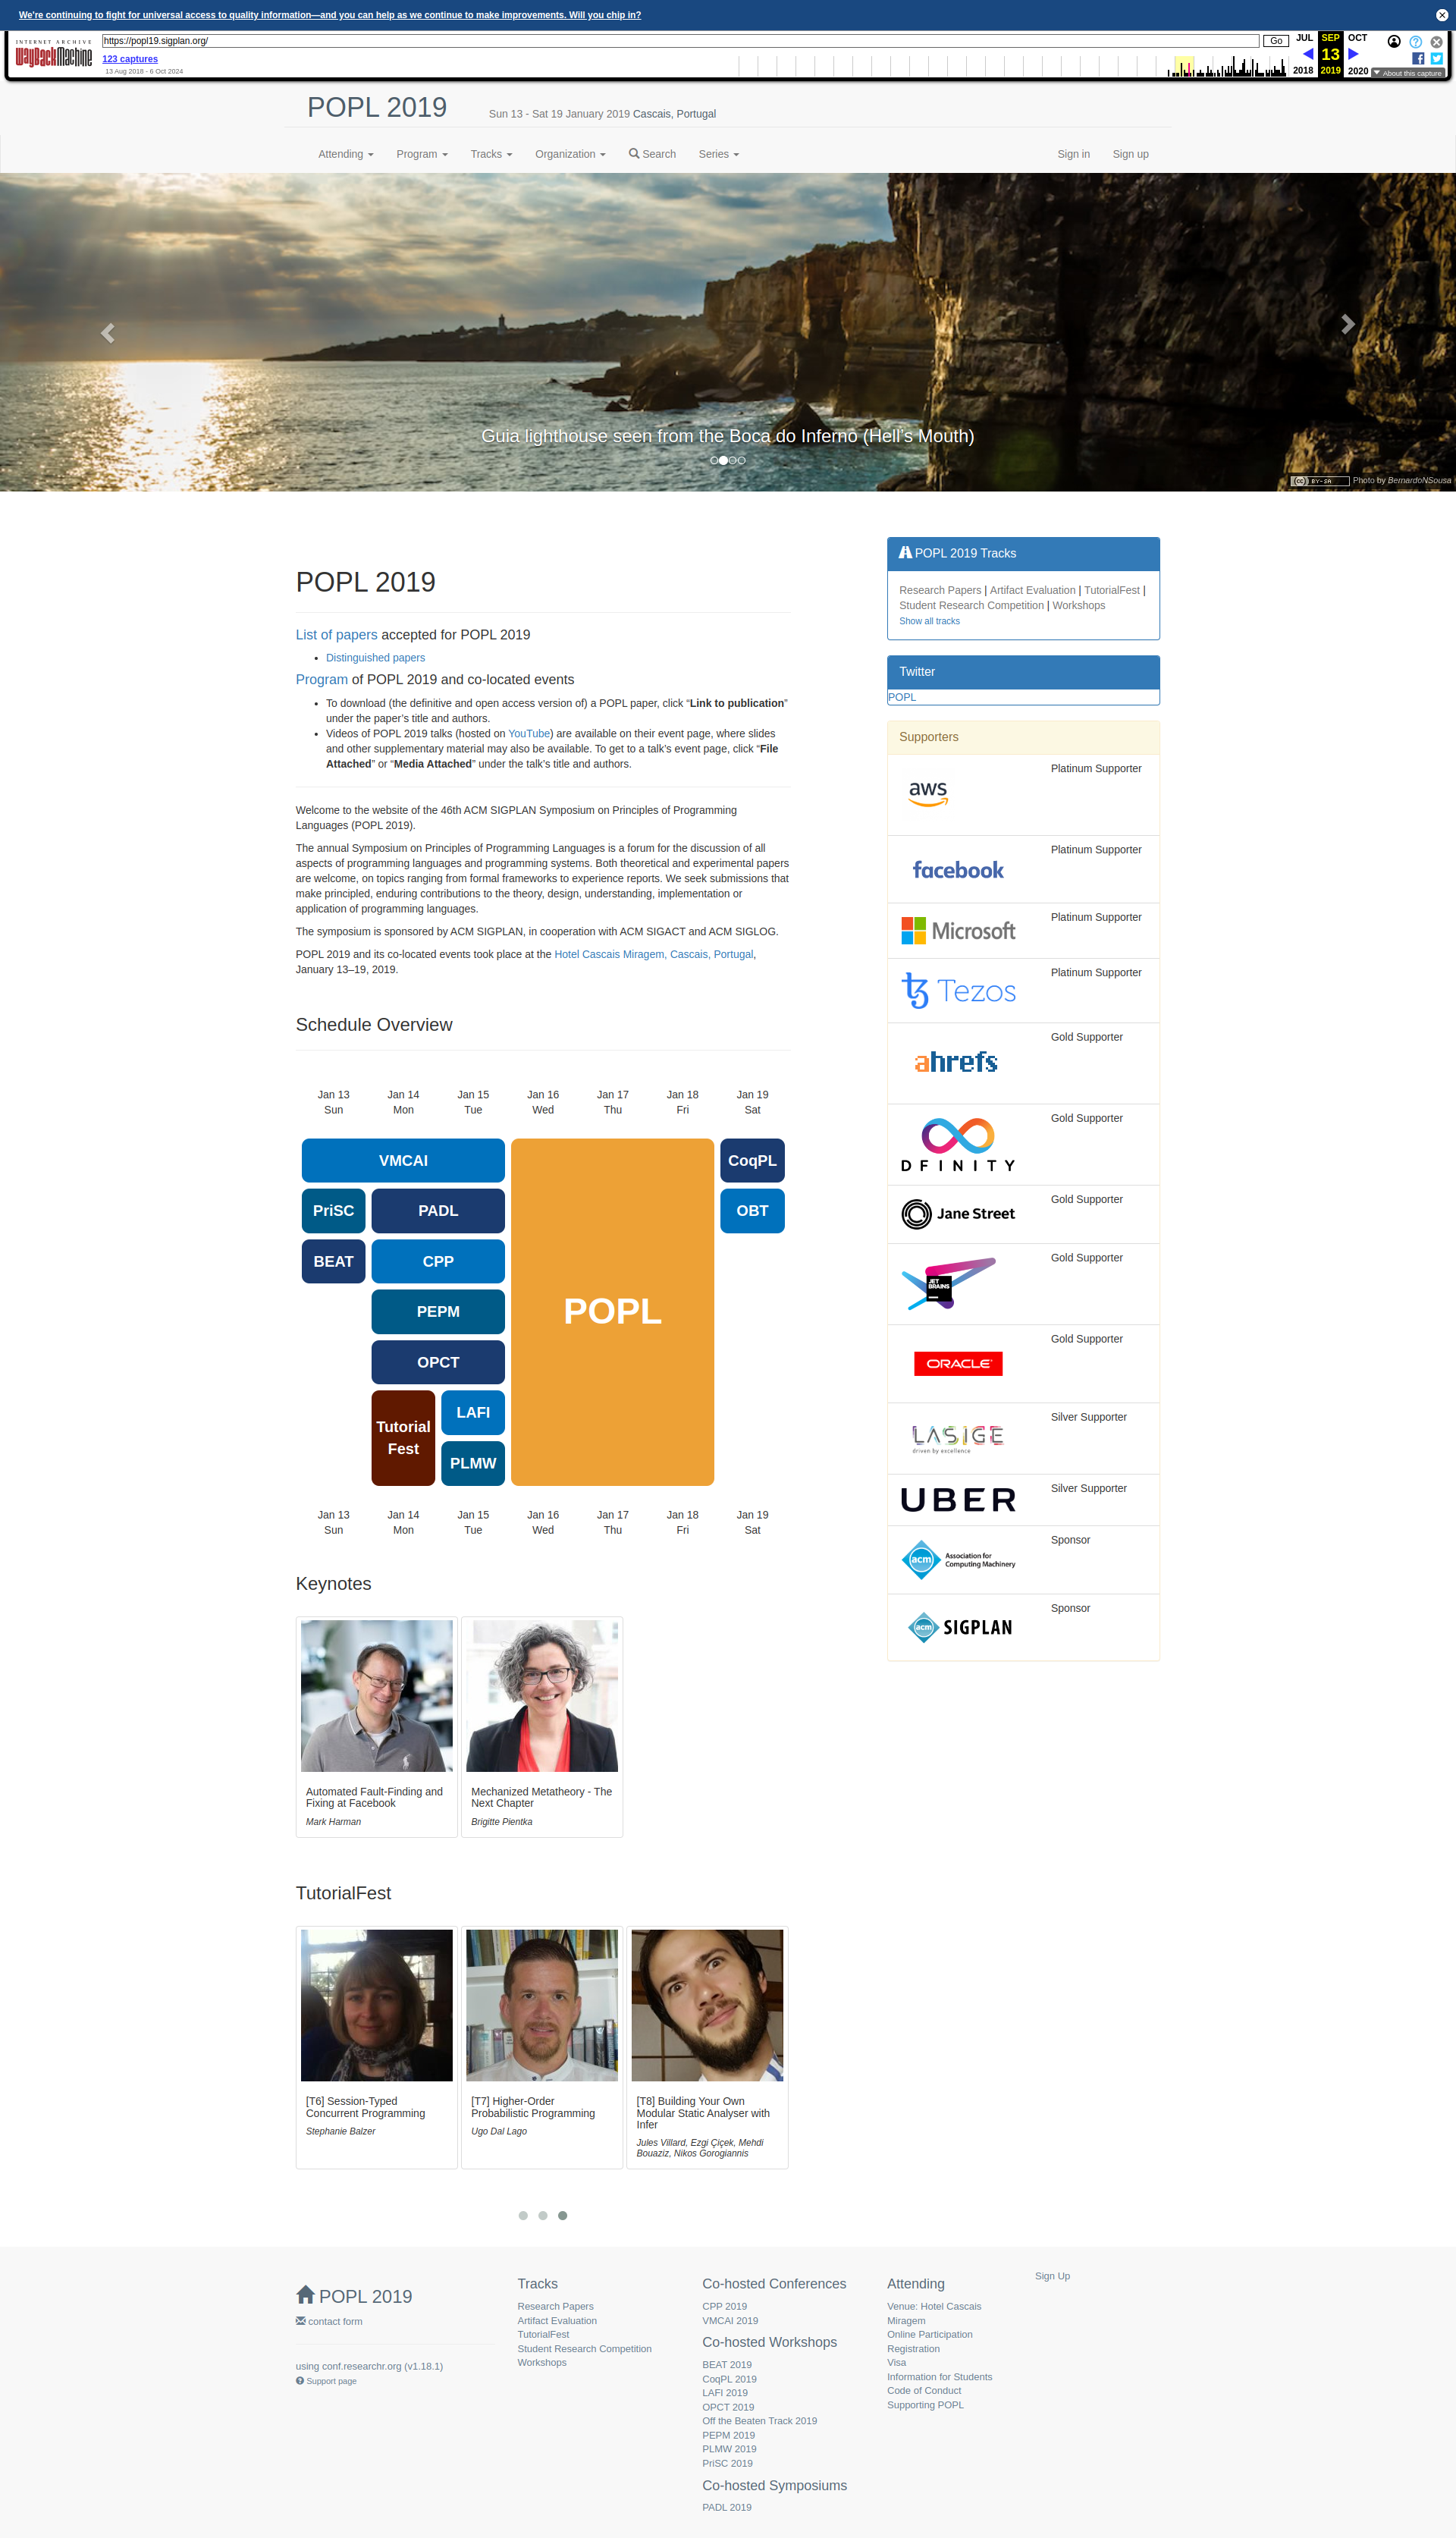 We're continuing to fight for universal access to quality information—and you can help as we continue to make improvements. Will you chip in?
INTERNET ARCHIVE
WayBackMachine
https://popl19.sigplan.org/
Go
123 captures
13 Aug 2018 - 6 Oct 2024
JUL SEP OCT
13
2018 2019 2020
About this capture
POPL 2019
Sun 13 - Sat 19 January 2019 Cascais, Portugal
Attending Program Tracks Organization Search Series Sign in Sign up
Guia lighthouse seen from the Boca do Inferno (Hell's Mouth)
cc BY-SA Photo by BernardoNSousa
POPL 2019
List of papers accepted for POPL 2019
• Distinguished papers
Program of POPL 2019 and co-located events
• To download (the definitive and open access version of) a POPL paper, click “Link to publication”
under the paper’s title and authors.
• Videos of POPL 2019 talks (hosted on YouTube) are available on their event page, where slides
and other supplementary material may also be available. To get to a talk’s event page, click “File
Attached” or “Media Attached” under the talk’s title and authors.
Welcome to the website of the 46th ACM SIGPLAN Symposium on Principles of Programming
Languages (POPL 2019).
The annual Symposium on Principles of Programming Languages is a forum for the discussion of all
aspects of programming languages and programming systems. Both theoretical and experimental papers
are welcome, on topics ranging from formal frameworks to experience reports. We seek submissions that
make principled, enduring contributions to the theory, design, understanding, implementation or
application of programming languages.
The symposium is sponsored by ACM SIGPLAN, in cooperation with ACM SIGACT and ACM SIGLOG.
POPL 2019 and its co-located events took place at the Hotel Cascais Miragem, Cascais, Portugal,
January 13–19, 2019.
Schedule Overview
Jan 13 Jan 14 Jan 15 Jan 16 Jan 17 Jan 18 Jan 19
Sun Mon Tue Wed Thu Fri Sat
VMCAI CoqPL
PriSC PADL OBT
BEAT CPP
PEPM POPL
OPCT
Tutorial
Fest
LAFI
PLMW
Jan 13 Jan 14 Jan 15 Jan 16 Jan 17 Jan 18 Jan 19
Sun Mon Tue Wed Thu Fri Sat
Keynotes
Automated Fault-Finding and
Fixing at Facebook
Mark Harman
Mechanized Metatheory - The
Next Chapter
Brigitte Pientka
TutorialFest
[T6] Session-Typed
Concurrent Programming
Stephanie Balzer
[T7] Higher-Order
Probabilistic Programming
Ugo Dal Lago
[T8] Building Your Own
Modular Static Analyser with
Infer
Jules Villard, Ezgi Çiçek, Mehdi
Bouaziz, Nikos Gorogiannis
POPL 2019 Tracks
Research Papers | Artifact Evaluation | TutorialFest |
Student Research Competition | Workshops
Show all tracks
Twitter
POPL
Supporters
aws Platinum Supporter
facebook Platinum Supporter
Microsoft Platinum Supporter
Tezos Platinum Supporter
ahrefs Gold Supporter
DFINITY Gold Supporter
Jane Street Gold Supporter
JET BRAINS Gold Supporter
ORACLE Gold Supporter
LASIGE Silver Supporter
driven by excellence
UBER Silver Supporter
acm Association for Computing Machinery Sponsor
acm SIGPLAN Sponsor
POPL 2019
contact form
using conf.researchr.org (v1.18.1)
Support page
Tracks
Research Papers
Artifact Evaluation
TutorialFest
Student Research Competition
Workshops
Co-hosted Conferences
CPP 2019
VMCAI 2019
Co-hosted Workshops
BEAT 2019
CoqPL 2019
LAFI 2019
OPCT 2019
Off the Beaten Track 2019
PEPM 2019
PLMW 2019
PriSC 2019
Co-hosted Symposiums
PADL 2019
Attending
Venue: Hotel Cascais
Miragem
Online Participation
Registration
Visa
Information for Students
Code of Conduct
Supporting POPL
Sign Up